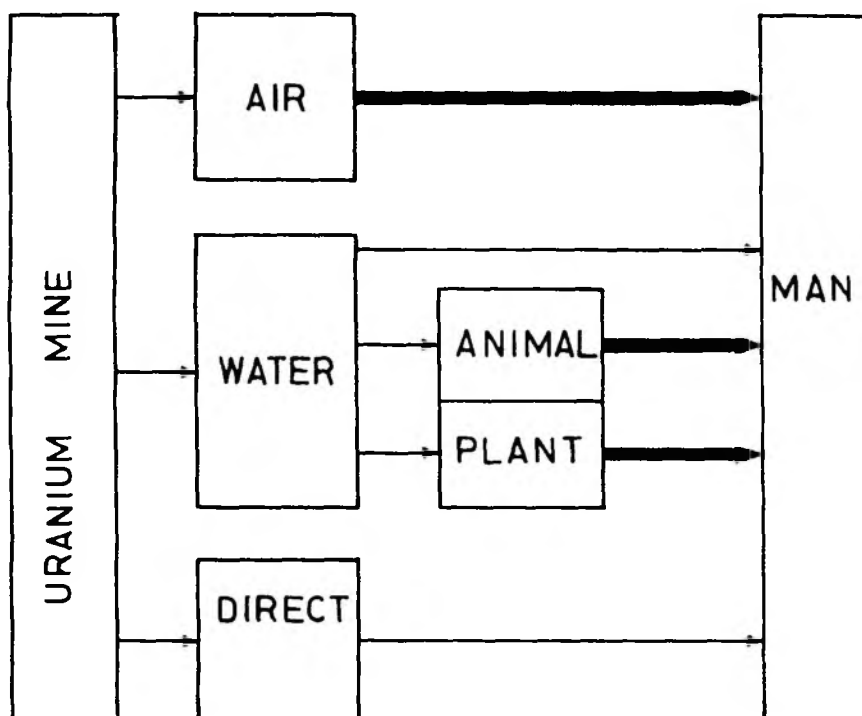 URANIUM MINE
AIR
WATER
ANIMAL
PLANT
DIRECT
MAN